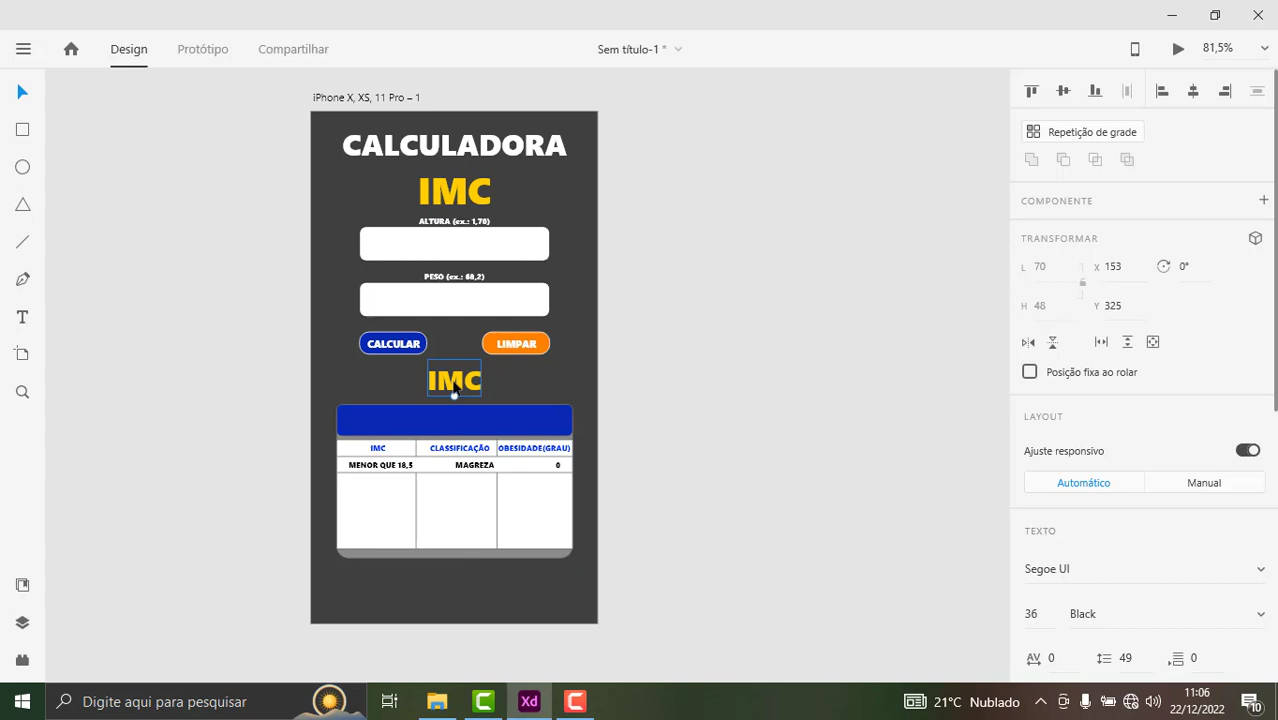 Design
Protótipo
Compartilhar
Sem título-1 *
81,5%
iPhone X, XS, 11 Pro – 1
CALCULADORA
IMC
ALTURA (ex.: 1,70)
PESO (ex.: 68,2)
CALCULAR
LIMPAR
IMC
IMC CLASSIFICAÇÃO OBESIDADE(GRAU)
MENOR QUE 18,5 MAGREZA 0
Repetição de grade
COMPONENTE
TRANSFORMAR
L 70 X 153 0°
H 48 Y 325
Posição fixa ao rolar
LAYOUT
Ajuste responsivo
Automático Manual
TEXTO
Segoe UI
36 Black
AV 0 49 0
Digite aqui para pesquisar
Xd
21°C Nublado
11:06
22/12/2022
10